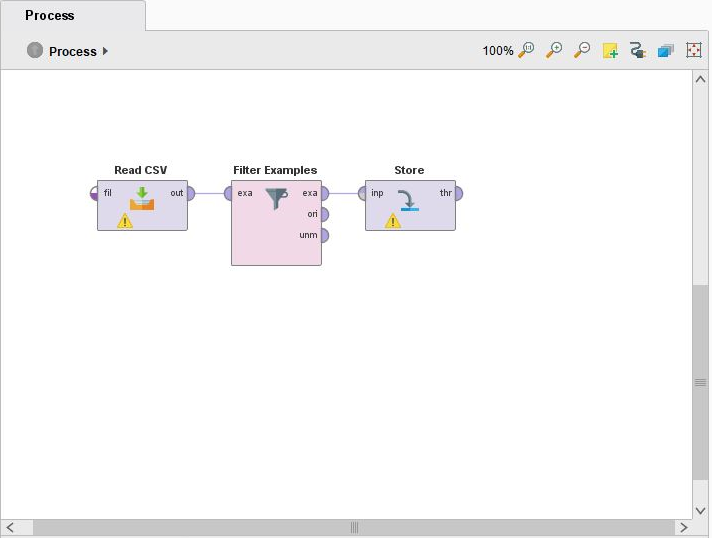 Process
Process
100%
Read CSV
Filter Examples
Store
fil
out
exa
exa
inp
thr
ori
unm